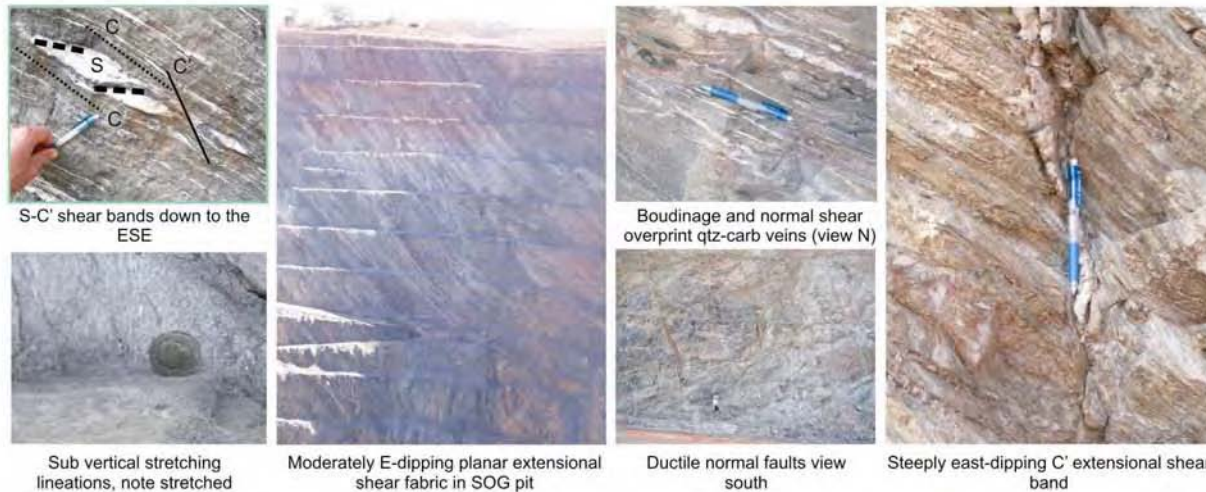 C
C
S
C'
C
S-C' shear bands down to the
ESE
Sub vertical stretching
lineations, note stretched
Moderately E-dipping planar extensional
shear fabric in SOG pit
Boudinage and normal shear
overprint qtz-carb veins (view N)
Ductile normal faults view
south
Steeply east-dipping C' extensional shear
band